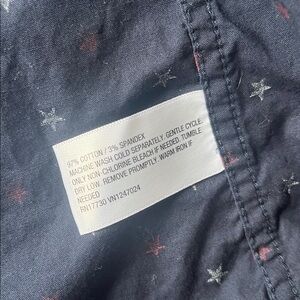 97% COTTON / 3% SPANDEX
MACHINE WASH COLD SEPARATELY, GENTLE CYCLE.
ONLY NON-CHLORINE BLEACH IF NEEDED. TUMBLE
DRY LOW. REMOVE PROMPTLY. WARM IRON IF
NEEDED
RN17730 VN1247024